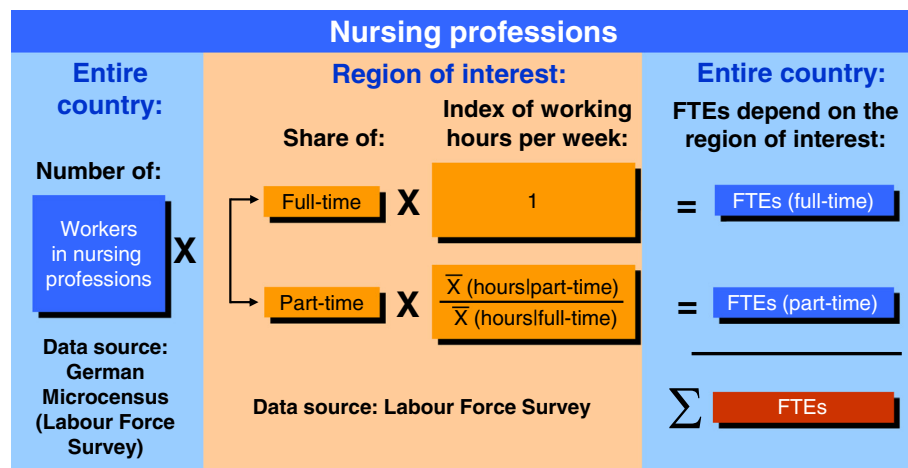 Nursing professions
Entire
country:
Number of:
Workers
in nursing
professions
X
Data source:
German
Microcensus
(Labour Force
Survey)
Region of interest:
Share of:
Index of working
hours per week:
Full-time
X
1
Part-time
X
X̅ (hours|part-time)
X̅ (hours|full-time)
Data source: Labour Force Survey
Entire country:
FTEs depend on the
region of interest:
= FTEs (full-time)
= FTEs (part-time)
∑ FTEs